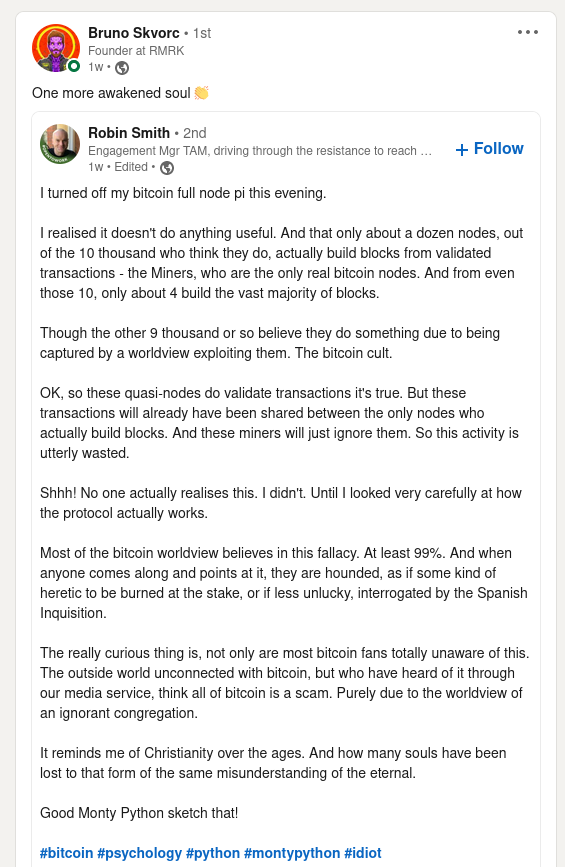 Bruno Skvorc • 1st
Founder at RMRK
1w •
One more awakened soul 👏
Robin Smith • 2nd
Engagement Mgr TAM, driving through the resistance to reach …
+ Follow
1w • Edited •
I turned off my bitcoin full node pi this evening.
I realised it doesn't do anything useful. And that only about a dozen nodes, out
of the 10 thousand who think they do, actually build blocks from validated
transactions - the Miners, who are the only real bitcoin nodes. And from even
those 10, only about 4 build the vast majority of blocks.
Though the other 9 thousand or so believe they do something due to being
captured by a worldview exploiting them. The bitcoin cult.
OK, so these quasi-nodes do validate transactions it's true. But these
transactions will already have been shared between the only nodes who
actually build blocks. And these miners will just ignore them. So this activity is
utterly wasted.
Shhh! No one actually realises this. I didn't. Until I looked very carefully at how
the protocol actually works.
Most of the bitcoin worldview believes in this fallacy. At least 99%. And when
anyone comes along and points at it, they are hounded, as if some kind of
heretic to be burned at the stake, or if less unlucky, interrogated by the Spanish
Inquisition.
The really curious thing is, not only are most bitcoin fans totally unaware of this.
The outside world unconnected with bitcoin, but who have heard of it through
our media service, think all of bitcoin is a scam. Purely due to the worldview of
an ignorant congregation.
It reminds me of Christianity over the ages. And how many souls have been
lost to that form of the same misunderstanding of the eternal.
Good Monty Python sketch that!
#bitcoin #psychology #python #montypython #idiot